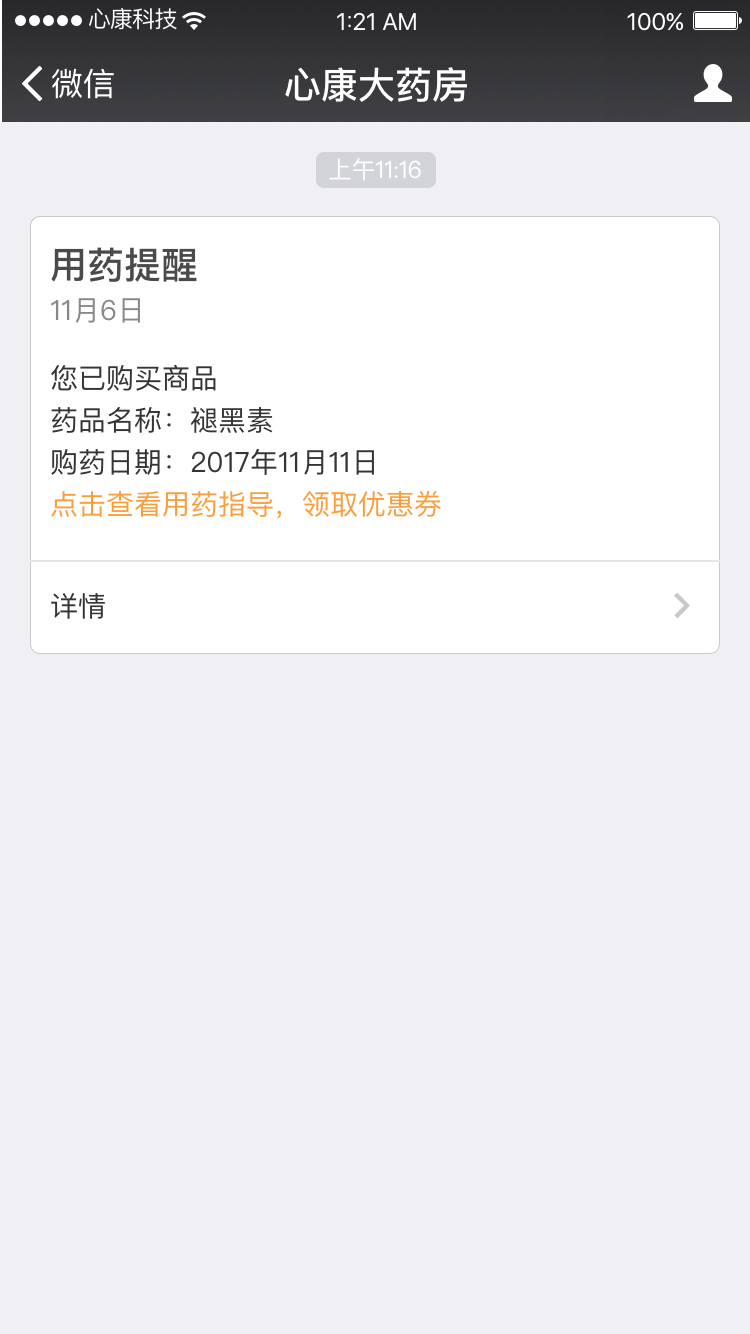 心康科技 1:21 AM 100%
微信 心康大药房
上午11:16
用药提醒
11月6日
您已购买商品
药品名称：褪黑素
购药日期：2017年11月11日
点击查看用药指导，领取优惠券
详情